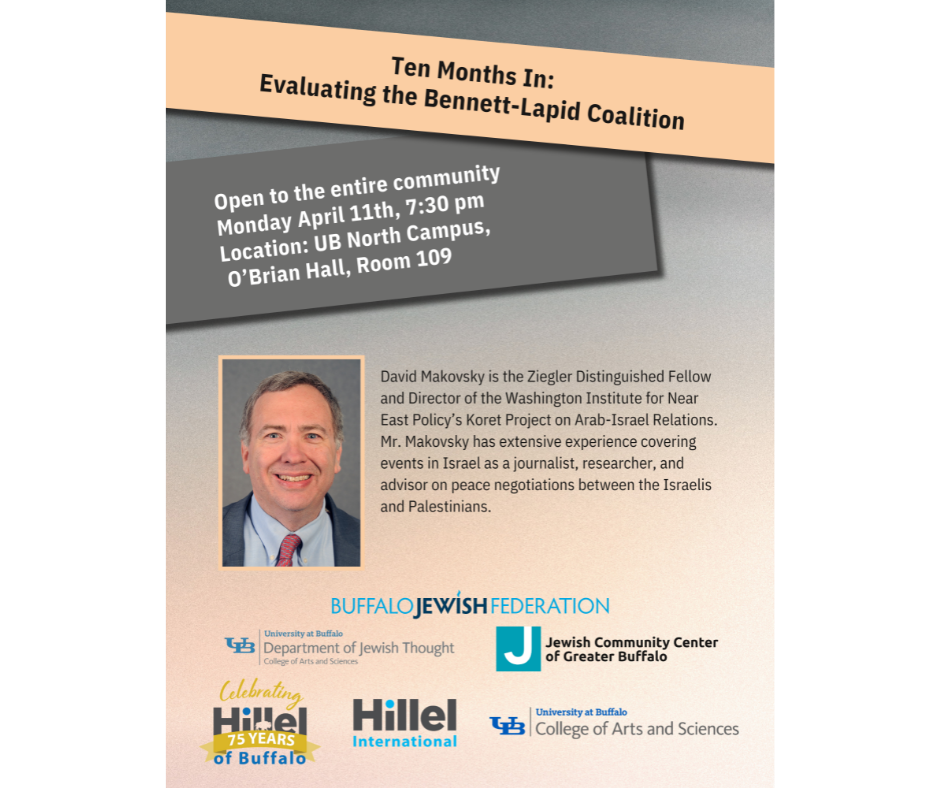 Ten Months In:
Evaluating the Bennett-Lapid Coalition
Open to the entire community
Monday April 11th, 7:30 pm
Location: UB North Campus,
O'Brian Hall, Room 109
David Makovsky is the Ziegler Distinguished Fellow
and Director of the Washington Institute for Near
East Policy's Koret Project on Arab-Israel Relations.
Mr. Makovsky has extensive experience covering
events in Israel as a journalist, researcher, and
advisor on peace negotiations between the Israelis
and Palestinians.
BUFFALO JEWISH FEDERATION
UB
University at Buffalo
Department of Jewish Thought
College of Arts and Sciences
J
Jewish Community Center
of Greater Buffalo
Celebrating
Hillel
75 YEARS
of Buffalo
Hillel
International
UB
University at Buffalo
College of Arts and Sciences